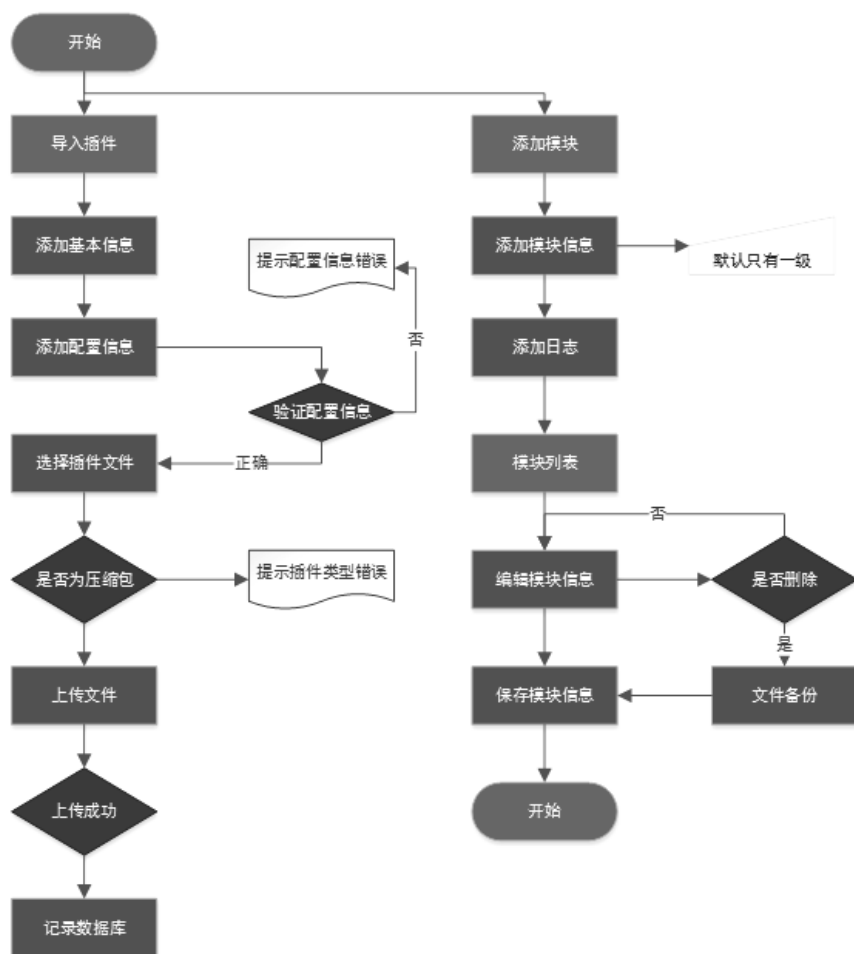 开始
导入插件
添加模块
添加基本信息
提示配置信息错误
添加模块信息
默认只有一级
添加配置信息
否
添加日志
验证配置信息
选择插件文件
正确
模块列表
否
是否为压缩包
提示插件类型错误
编辑模块信息
是否删除
是
上传文件
保存模块信息
文件备份
上传成功
开始
记录数据库